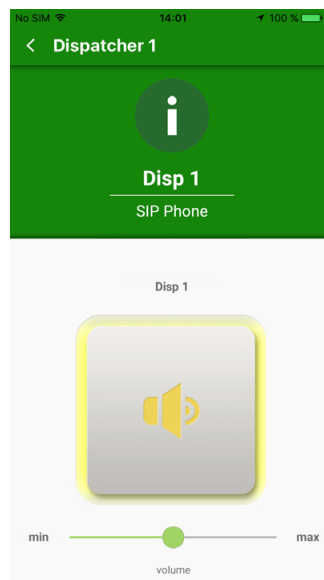 No SIM 14:01 100 %
Dispatcher 1
Disp 1
SIP Phone
Disp 1
min max
volume